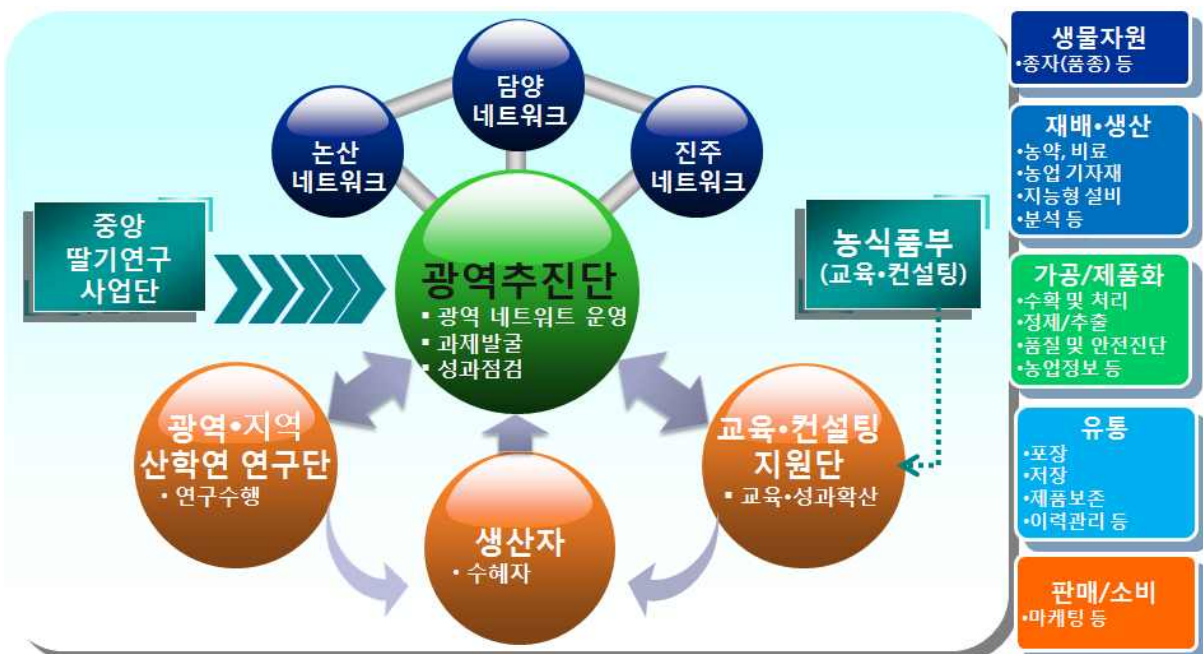 담양
네트워크
논산
네트워크
진주
네트워크
중앙
딸기연구
사업단
광역추진단
▪ 광역 네트워트 운영
▪ 과제발굴
▪ 성과점검
농식품부
(교육•컨설팅)
광역•지역
산학연 연구단
• 연구수행
교육•컨설팅
지원단
▪ 교육•성과확산
생산자
• 수혜자
생물자원
•종자(품종) 등
재배•생산
•농약, 비료
•농업 기자재
•지능형 설비
•분석 등
가공/제품화
•수확 및 처리
•정제/추출
•품질 및 안전진단
•농업정보 등
유통
•포장
•저장
•제품보존
•이력관리 등
판매/소비
•마케팅 등